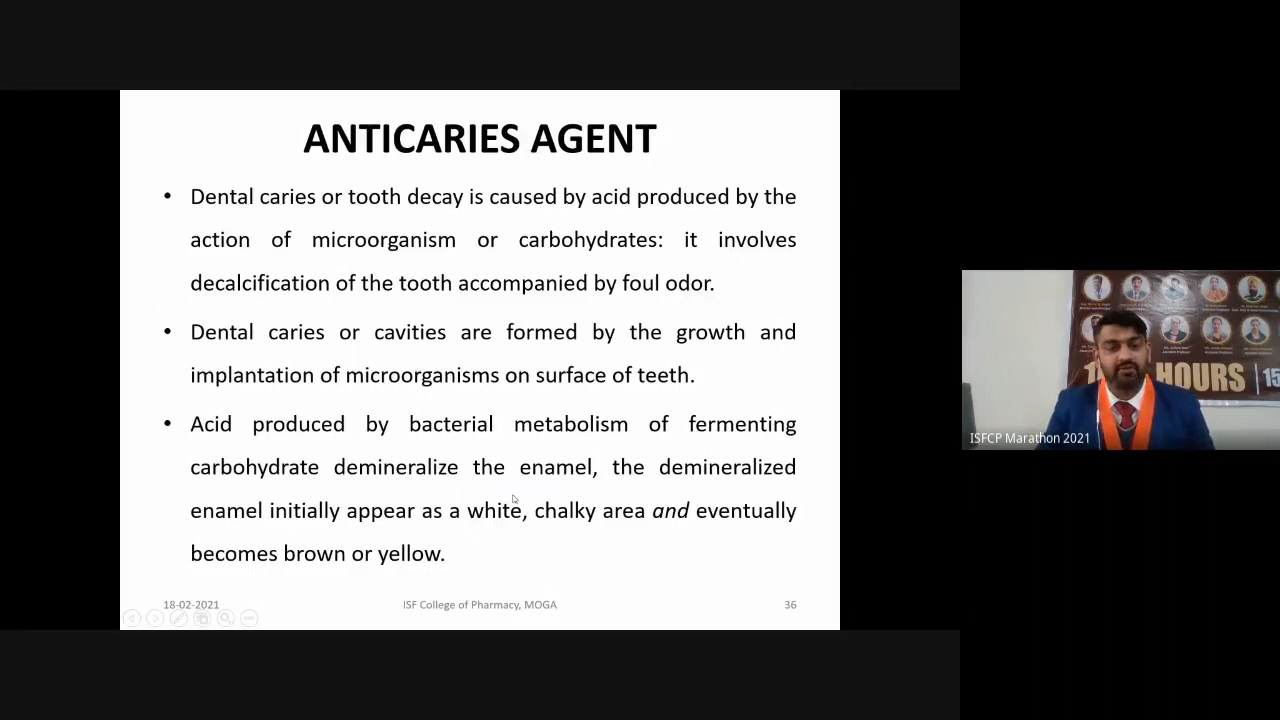 ANTICARIES AGENT
• Dental caries or tooth decay is caused by acid produced by the
action of microorganism or carbohydrates: it involves
decalcification of the tooth accompanied by foul odor.
• Dental caries or cavities are formed by the growth and
implantation of microorganisms on surface of teeth.
• Acid produced by bacterial metabolism of fermenting
carbohydrate demineralize the enamel, the demineralized
enamel initially appear as a white, chalky area and eventually
becomes brown or yellow.
18-02-2021
ISF College of Pharmacy, MOGA
36
HOURS
15
ISFCP Marathon 2021